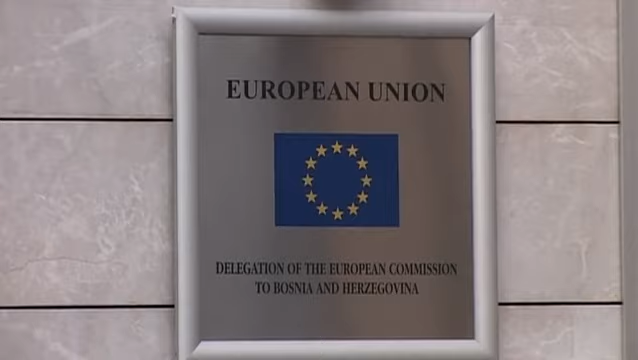 EUROPEAN UNION
DELEGATION OF THE EUROPEAN COMMISSION
TO BOSNIA AND HERZEGOVINA